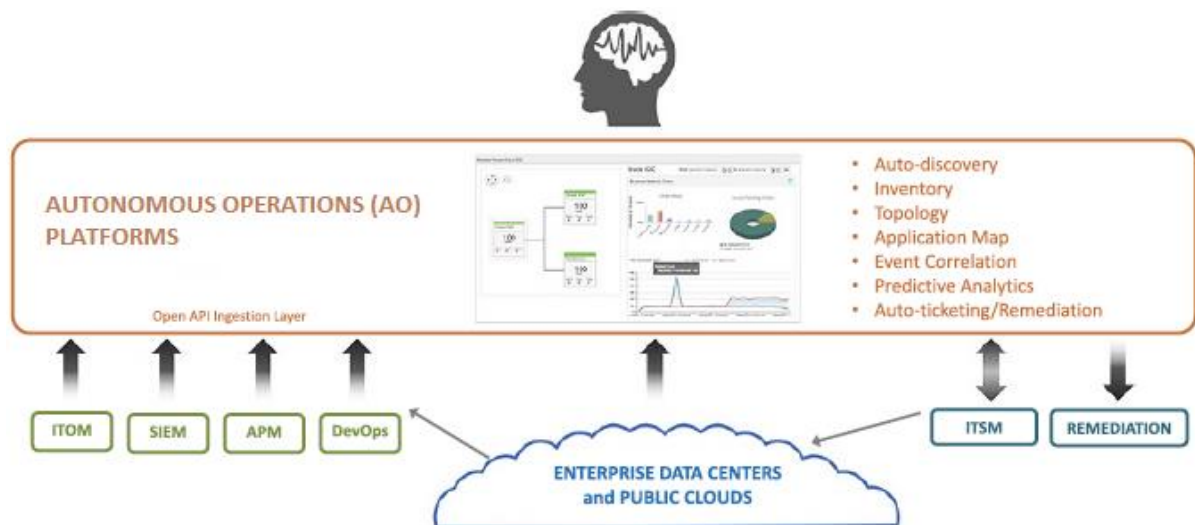 AUTONOMOUS OPERATIONS (AO)
PLATFORMS
Open API Ingestion Layer
• Auto-discovery
• Inventory
• Topology
• Application Map
• Event Correlation
• Predictive Analytics
• Auto-ticketing/Remediation
ITOM
SIEM
APM
DevOps
ITSM
REMEDIATION
ENTERPRISE DATA CENTERS
and PUBLIC CLOUDS